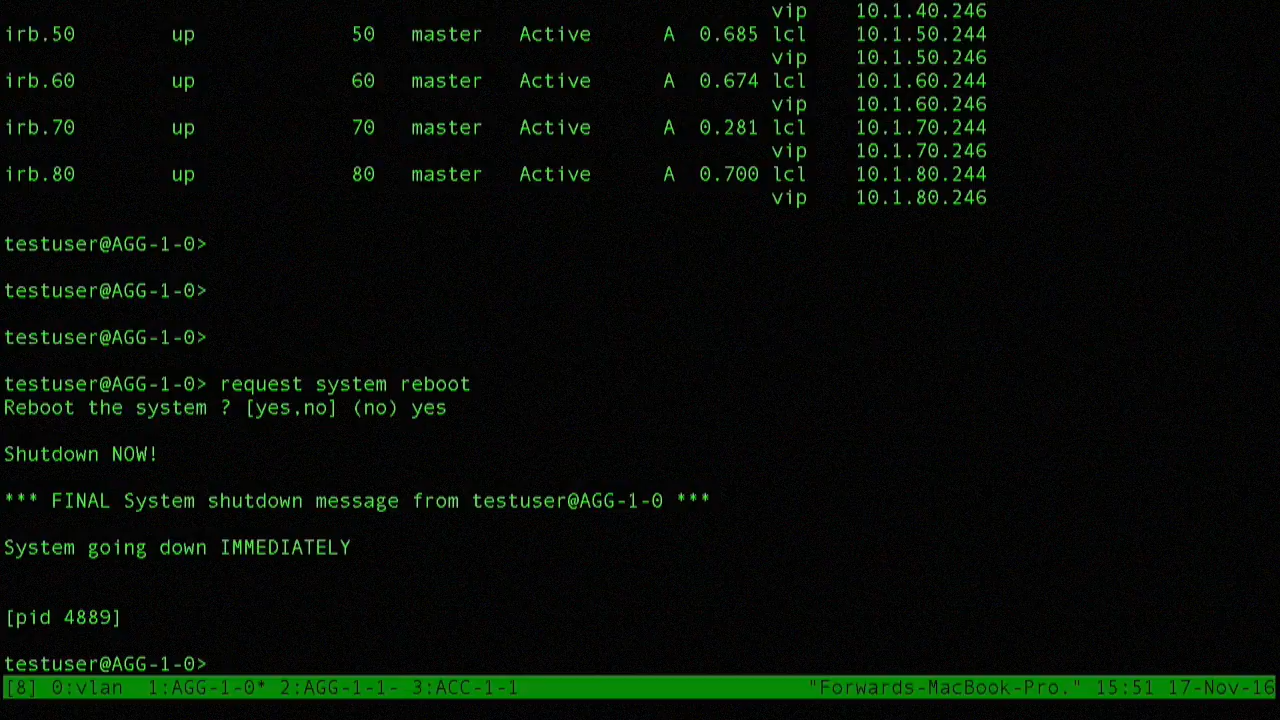 vip    10.1.40.246
irb.50        up             50   master   Active      A  0.685 lcl    10.1.50.244
vip    10.1.50.246
irb.60        up             60   master   Active      A  0.674 lcl    10.1.60.244
vip    10.1.60.246
irb.70        up             70   master   Active      A  0.281 lcl    10.1.70.244
vip    10.1.70.246
irb.80        up             80   master   Active      A  0.700 lcl    10.1.80.244
vip    10.1.80.246
testuser@AGG-1-0>
testuser@AGG-1-0>
testuser@AGG-1-0>
testuser@AGG-1-0> request system reboot
Reboot the system ? [yes,no] (no) yes
Shutdown NOW!
*** FINAL System shutdown message from testuser@AGG-1-0 ***
System going down IMMEDIATELY
[pid 4889]
testuser@AGG-1-0>
[8] 0:vlan  1:AGG-1-0* 2:AGG-1-1- 3:ACC-1-1 "Forwards-MacBook-Pro." 15:51 17-Nov-16